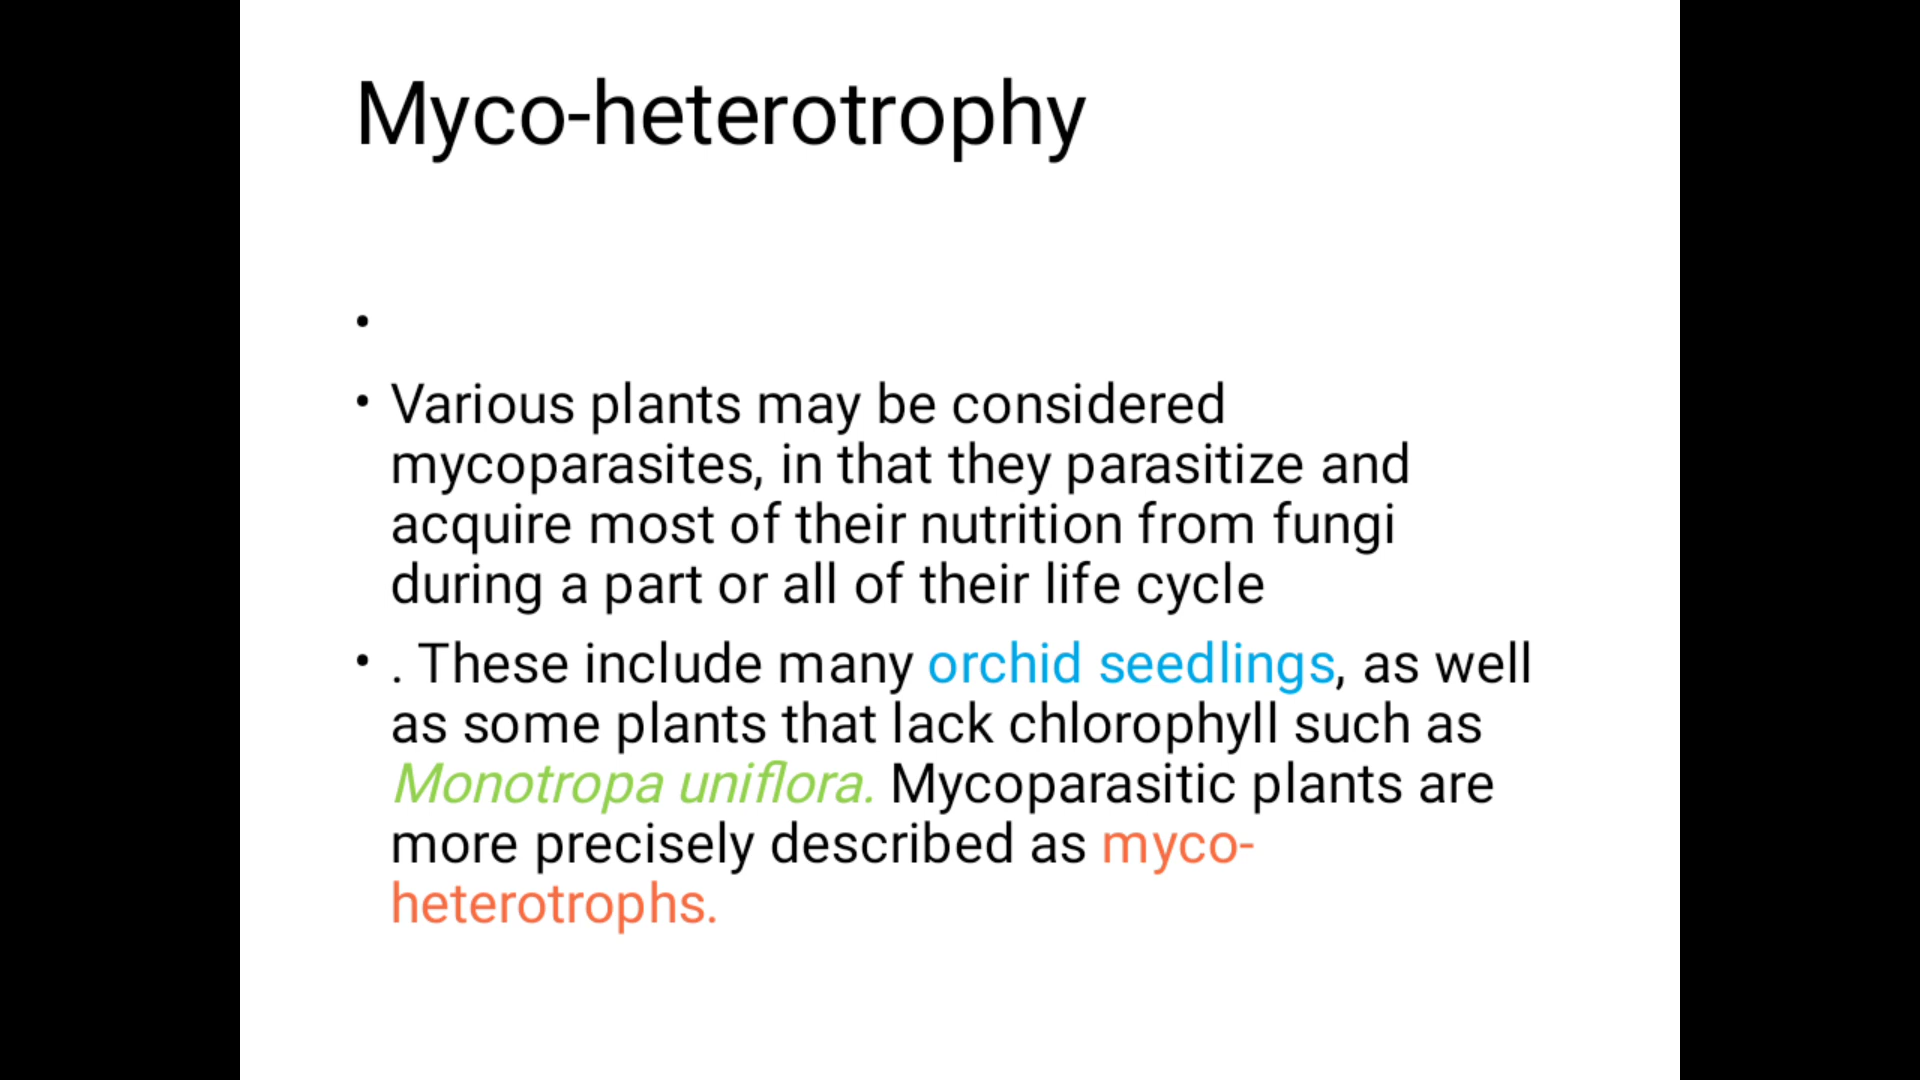 Myco-heterotrophy
•
• Various plants may be considered
mycoparasites, in that they parasitize and
acquire most of their nutrition from fungi
during a part or all of their life cycle
• . These include many orchid seedlings, as well
as some plants that lack chlorophyll such as
Monotropa uniflora. Mycoparasitic plants are
more precisely described as myco-
heterotrophs.